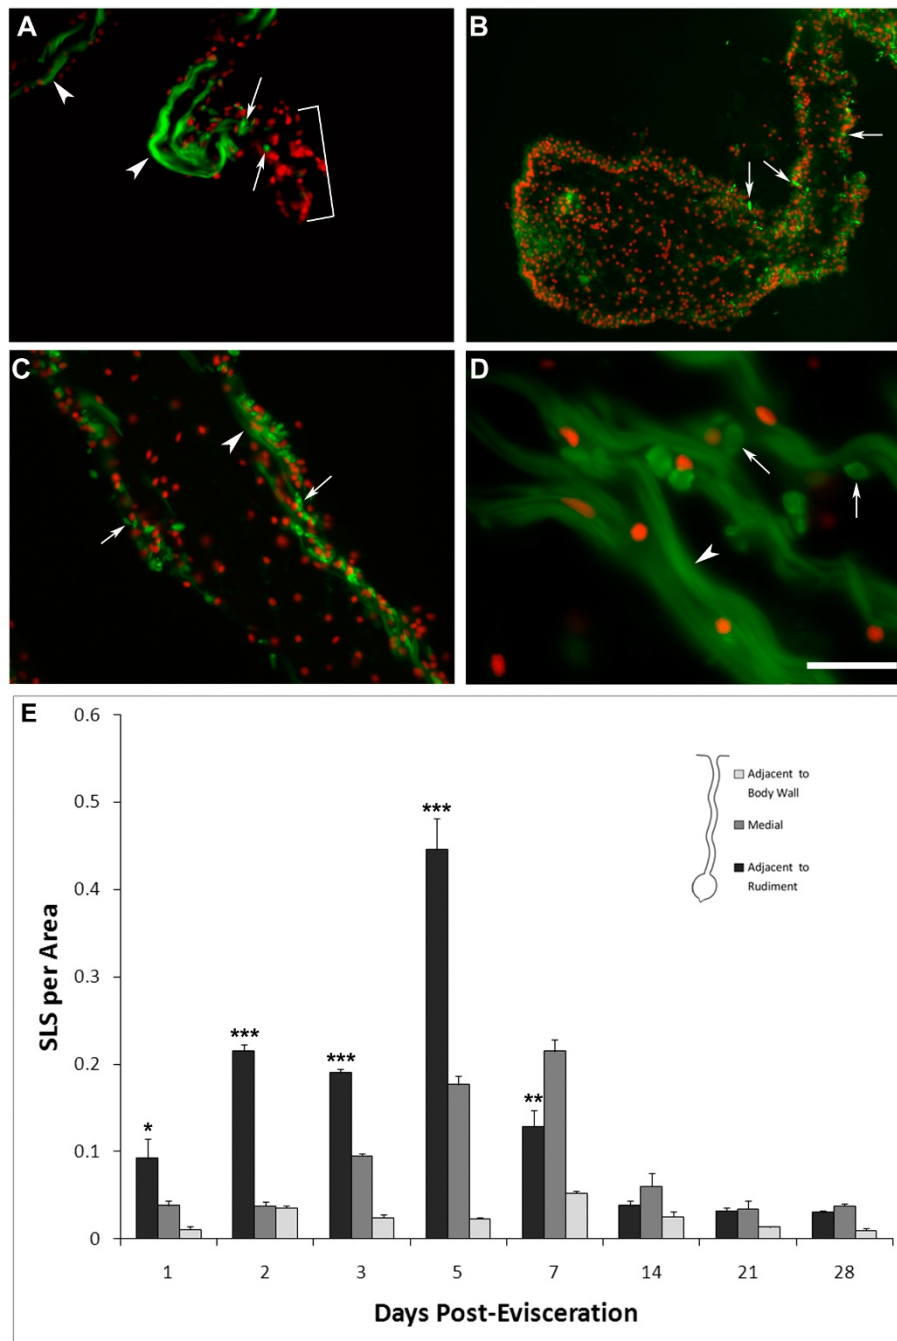 A
B
C
D
E
0.6
0.5
0.4
0.3
0.2
0.1
0
SLS per Area
*
***
***
***
**
Adjacent to
Body Wall
Medial
Adjacent to
Rudiment
1 2 3 5 7 14 21 28
Days Post-Evisceration